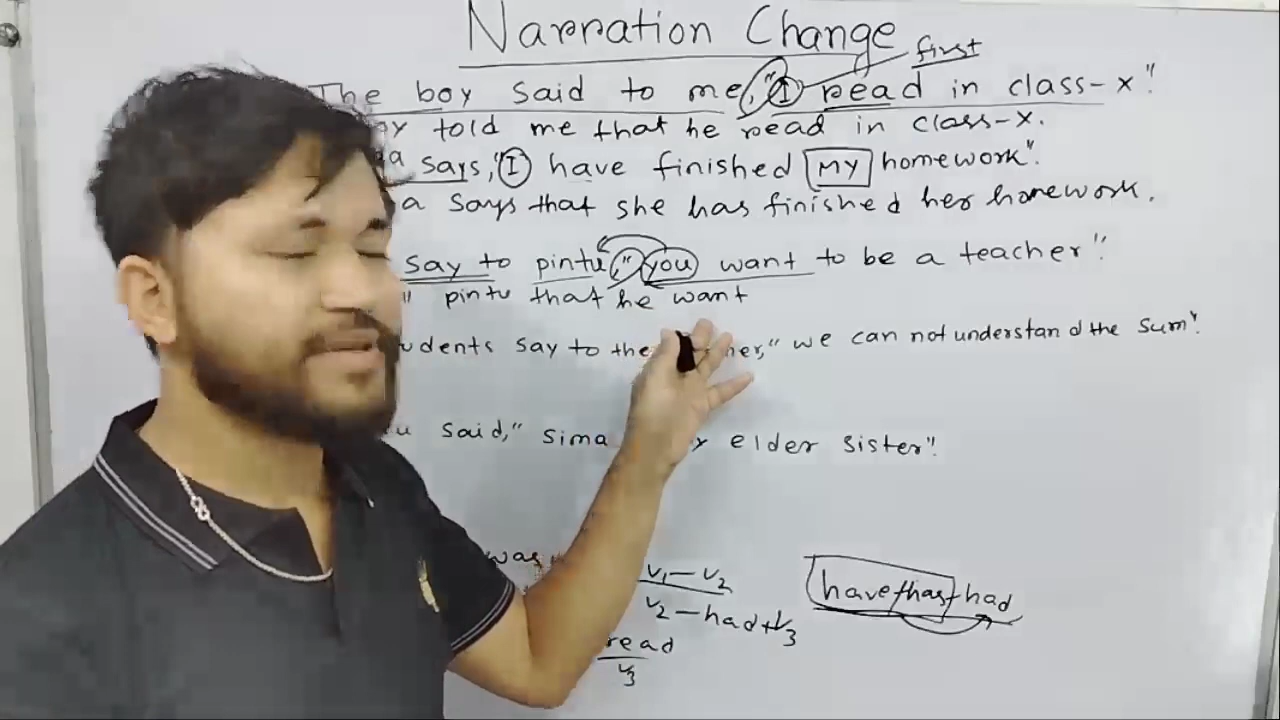 Narration Change
first
The boy said to me, "I read in class-x".
told me that he read in class-x.
says, "I have finished my homework".
a says that she has finished her homework.
say to pintu, "you want to be a teacher".
pintu that he want
say to the "we can not understand the sum".
said, "sima elder sister".
was
V1 - V2
V2 - had + V3
read
V3
have/has + had